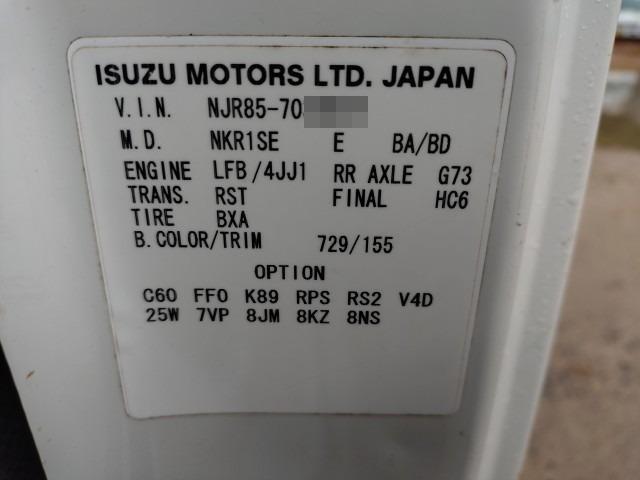 ISUZU MOTORS LTD. JAPAN
V.I.N. NJR85-70
M.D. NKR1SE E BA/BD
ENGINE LFB/4JJ1 RR AXLE G73
TRANS. RST FINAL HC6
TIRE BXA
B.COLOR/TRIM 729/155
OPTION
C60 FF0 K89 RPS RS2 V4D
25W 7VP 8JM 8KZ 8NS